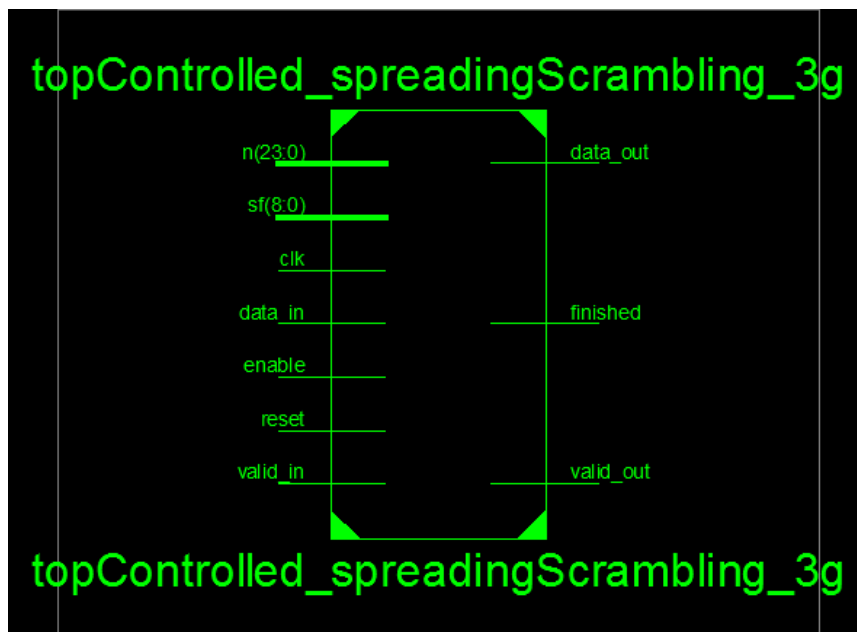 topControlled_spreadingScrambling_3g
n(23:0)
data_out
sf(8:0)
clk
data_in
finished
enable
reset
valid_in
valid_out
topControlled_spreadingScrambling_3g